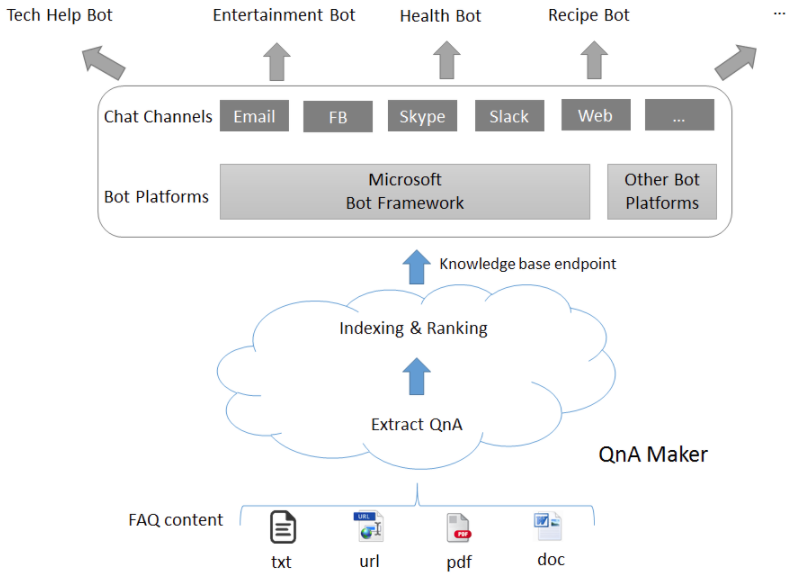 Tech Help Bot Entertainment Bot Health Bot Recipe Bot ...
Chat Channels Email FB Skype Slack Web ...
Bot Platforms
Microsoft
Bot Framework
Other Bot
Platforms
Knowledge base endpoint
Indexing & Ranking
Extract QnA
QnA Maker
FAQ content
URL
PDF
W
txt url pdf doc